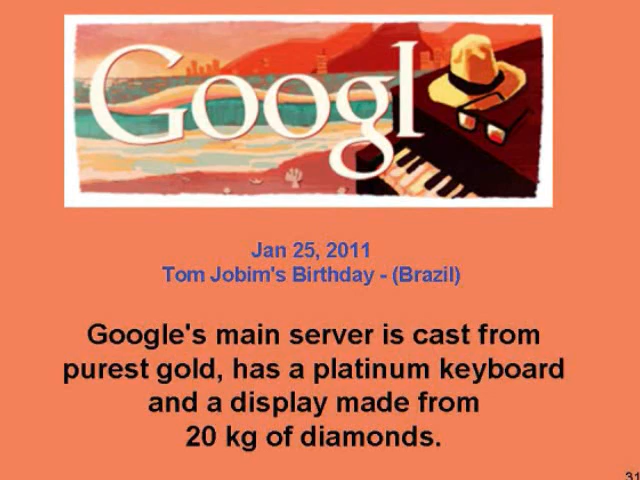 Googl
Jan 25, 2011
Tom Jobim's Birthday - (Brazil)
Google's main server is cast from
purest gold, has a platinum keyboard
and a display made from
20 kg of diamonds.
31